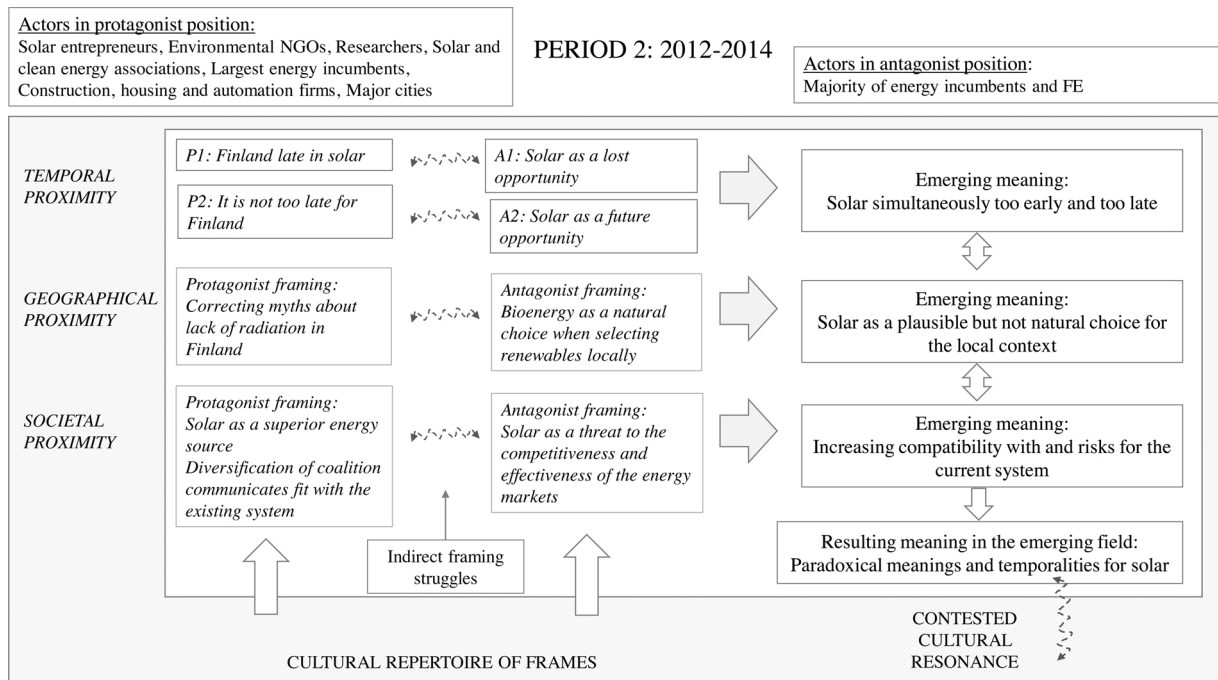 Actors in protagonist position:
Solar entrepreneurs, Environmental NGOs, Researchers, Solar and
clean energy associations, Largest energy incumbents,
Construction, housing and automation firms, Major cities
PERIOD 2: 2012-2014
Actors in antagonist position:
Majority of energy incumbents and FE
TEMPORAL
PROXIMITY
P1: Finland late in solar
P2: It is not too late for
Finland
A1: Solar as a lost
opportunity
A2: Solar as a future
opportunity
Emerging meaning:
Solar simultaneously too early and too late
GEOGRAPHICAL
PROXIMITY
Protagonist framing:
Correcting myths about
lack of radiation in
Finland
Antagonist framing:
Bioenergy as a natural
choice when selecting
renewables locally
Emerging meaning:
Solar as a plausible but not natural choice for
the local context
SOCIETAL
PROXIMITY
Protagonist framing:
Solar as a superior energy
source
Diversification of coalition
communicates fit with the
existing system
Antagonist framing:
Solar as a threat to the
competitiveness and
effectiveness of the energy
markets
Emerging meaning:
Increasing compatibility with and risks for the
current system
Indirect framing
struggles
Resulting meaning in the emerging field:
Paradoxical meanings and temporalities for solar
CULTURAL REPERTOIRE OF FRAMES
CONTESTED
CULTURAL
RESONANCE